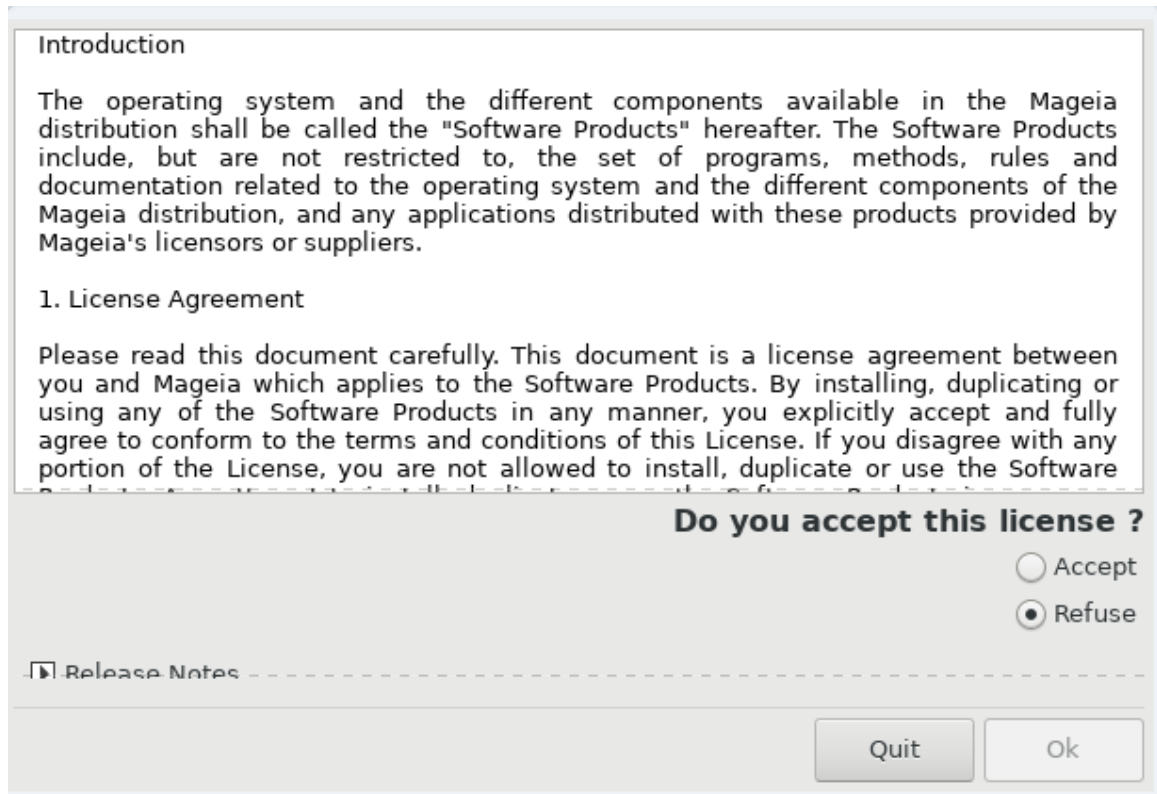 Introduction
The operating system and the different components available in the Mageia
distribution shall be called the "Software Products" hereafter. The Software Products
include, but are not restricted to, the set of programs, methods, rules and
documentation related to the operating system and the different components of the
Mageia distribution, and any applications distributed with these products provided by
Mageia's licensors or suppliers.
1. License Agreement
Please read this document carefully. This document is a license agreement between
you and Mageia which applies to the Software Products. By installing, duplicating or
using any of the Software Products in any manner, you explicitly accept and fully
agree to conform to the terms and conditions of this License. If you disagree with any
portion of the License, you are not allowed to install, duplicate or use the Software
Do you accept this license ?
Accept
Refuse
Release Notes
Quit
Ok